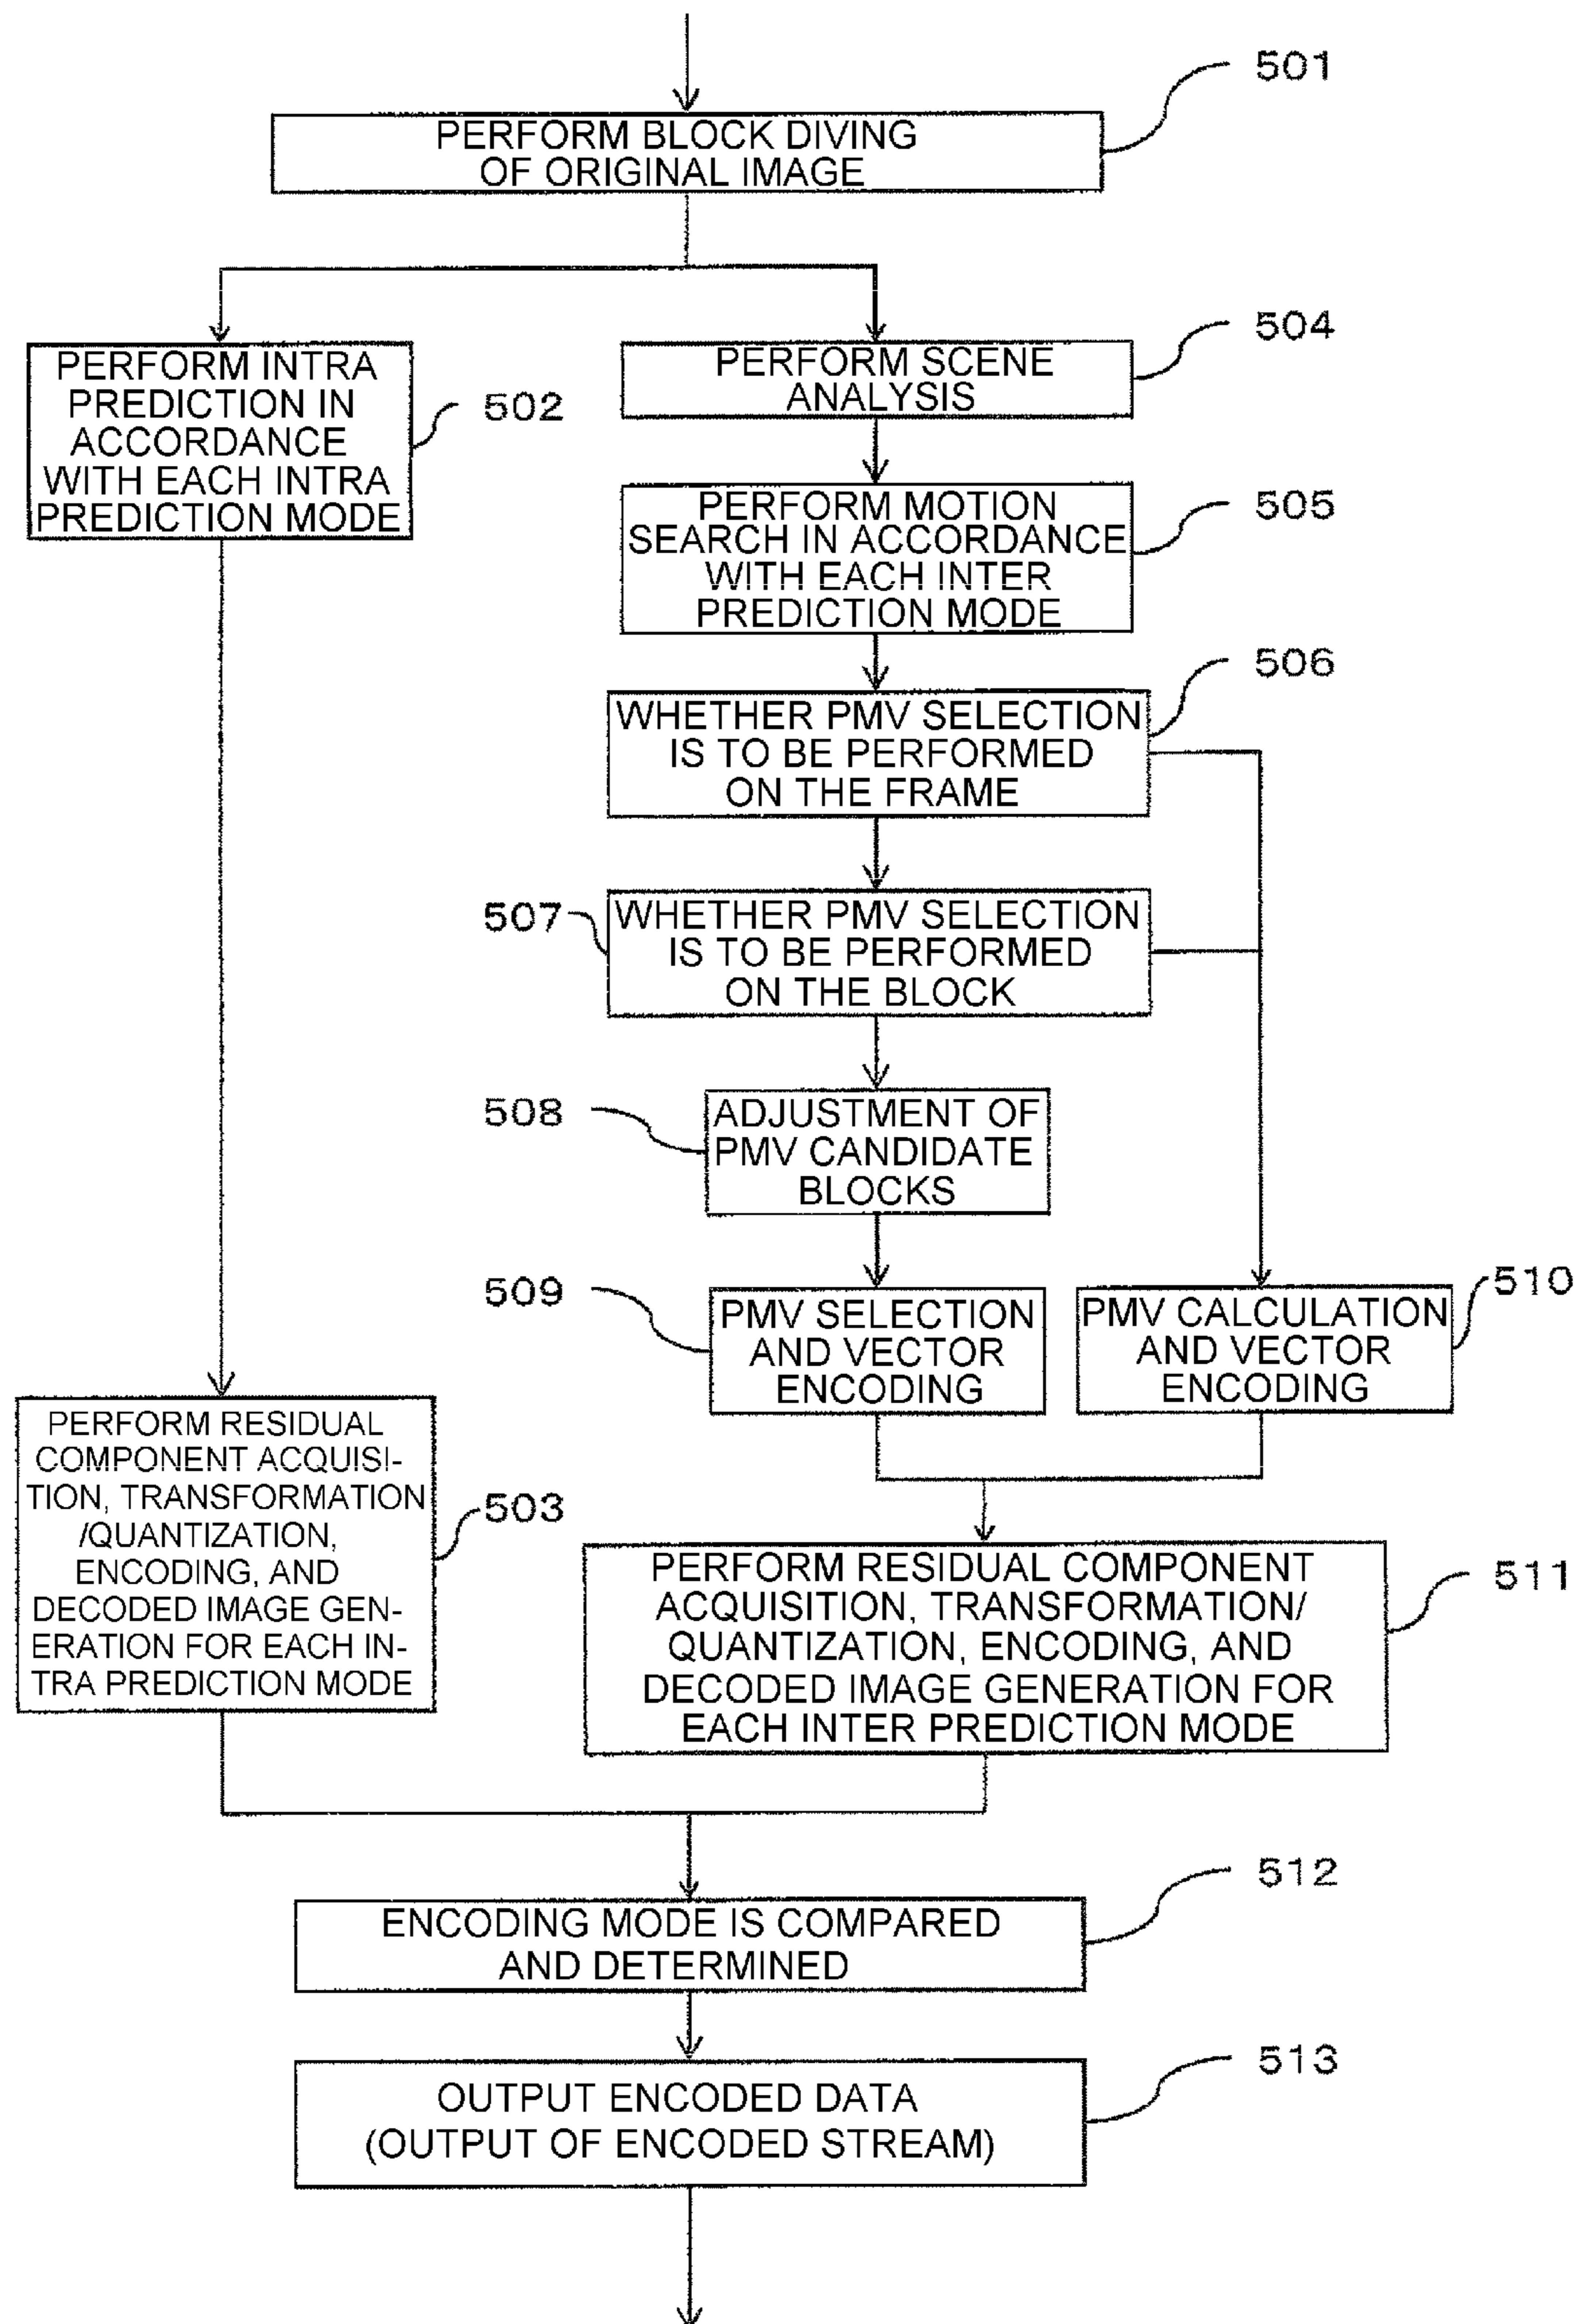 501
PERFORM BLOCK DIVING
OF ORIGINAL IMAGE
PERFORM INTRA
PREDICTION IN
ACCORDANCE
WITH EACH INTRA
PREDICTION MODE
502
504
PERFORM SCENE
ANALYSIS
505
PERFORM MOTION
SEARCH IN ACCORDANCE
WITH EACH INTER
PREDICTION MODE
506
WHETHER PMV SELECTION
IS TO BE PERFORMED
ON THE FRAME
507
WHETHER PMV SELECTION
IS TO BE PERFORMED
ON THE BLOCK
508
ADJUSTMENT OF
PMV CANDIDATE
BLOCKS
509
PMV SELECTION
AND VECTOR
ENCODING
510
PMV CALCULATION
AND VECTOR
ENCODING
PERFORM RESIDUAL
COMPONENT ACQUISI-
TION, TRANSFORMATION
/QUANTIZATION,
ENCODING, AND
DECODED IMAGE GEN-
ERATION FOR EACH IN-
TRA PREDICTION MODE
503
PERFORM RESIDUAL COMPONENT
ACQUISITION, TRANSFORMATION/
QUANTIZATION, ENCODING, AND
DECODED IMAGE GENERATION FOR
EACH INTER PREDICTION MODE
511
512
ENCODING MODE IS COMPARED
AND DETERMINED
513
OUTPUT ENCODED DATA
(OUTPUT OF ENCODED STREAM)